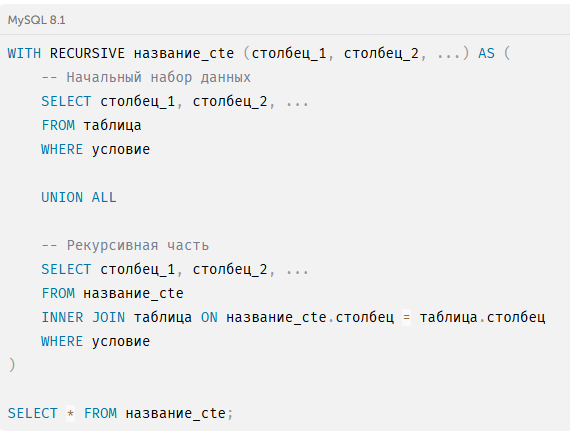 MySQL 8.1
WITH RECURSIVE название_cte (столбец_1, столбец_2, ...) AS (
    -- Начальный набор данных
    SELECT столбец_1, столбец_2, ...
    FROM таблица
    WHERE условие

    UNION ALL

    -- Рекурсивная часть
    SELECT столбец_1, столбец_2, ...
    FROM название_cte
    INNER JOIN таблица ON название_cte.столбец = таблица.столбец
    WHERE условие
)

SELECT * FROM название_cte;